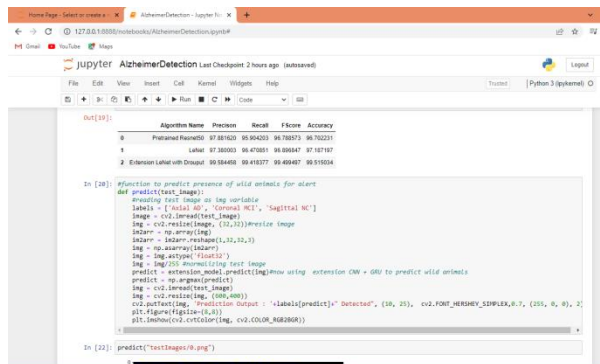 Home Page - Select or create a n
AlzheimerDetection - Jupyter Not
127.0.0.1:8888/notebooks/AlzheimerDetection.ipynb#
Gmail YouTube Maps
jupyter AlzheimerDetection Last Checkpoint: 2 hours ago (autosaved)
Logout
File Edit View Insert Cell Kernel Widgets Help
Trusted Python 3 (ipykernel)
Run Code
Out[19]:
Algorithm Name Precison Recall FScore Accuracy
0 Pretrained Resnet50 97.881620 95.904203 96.788573 96.702231
1 LeNet 97.380003 96.470851 96.896847 97.187197
2 Extension LeNet with Drouput 99.584458 99.418377 99.499497 99.515034
In [20]: #function to predict presence of wild animals for alert
def predict(test_image):
#reading test image as img variable
labels = ['Axial AD', 'Coronal MCI', 'Sagittal NC']
image = cv2.imread(test_image)
img = cv2.resize(image, (32,32))#resize image
im2arr = np.array(img)
im2arr = im2arr.reshape(1,32,32,3)
img = np.asarray(im2arr)
img = img.astype('float32')
img = img/255 #normalizing test image
predict = extension_model.predict(img)#now using extension CNN + GRU to predict wild animals
predict = np.argmax(predict)
img = cv2.imread(test_image)
img = cv2.resize(img, (600,400))
cv2.putText(img, 'Prediction Output : '+labels[predict]+" Detected", (10, 25), cv2.FONT_HERSHEY_SIMPLEX,0.7, (255, 0, 0), 2)
plt.figure(figsize=(8,8))
plt.imshow(cv2.cvtColor(img, cv2.COLOR_RGB2BGR))
In [22]: predict("testImages/0.png")
0